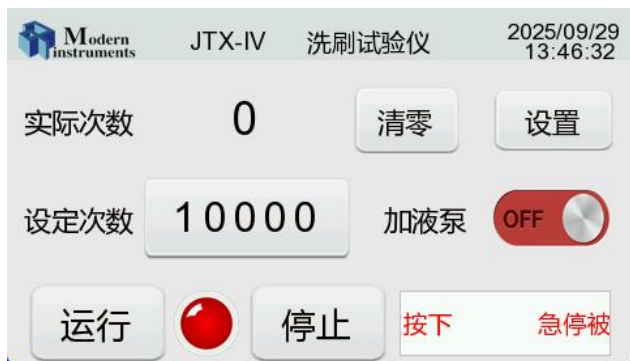 Modern instruments JTX-IV 洗刷试验仪 2025/09/29 13:46:32
实际次数 0 清零 设置
设定次数 10000 加液泵 OFF
运行 停止 按下 急停被